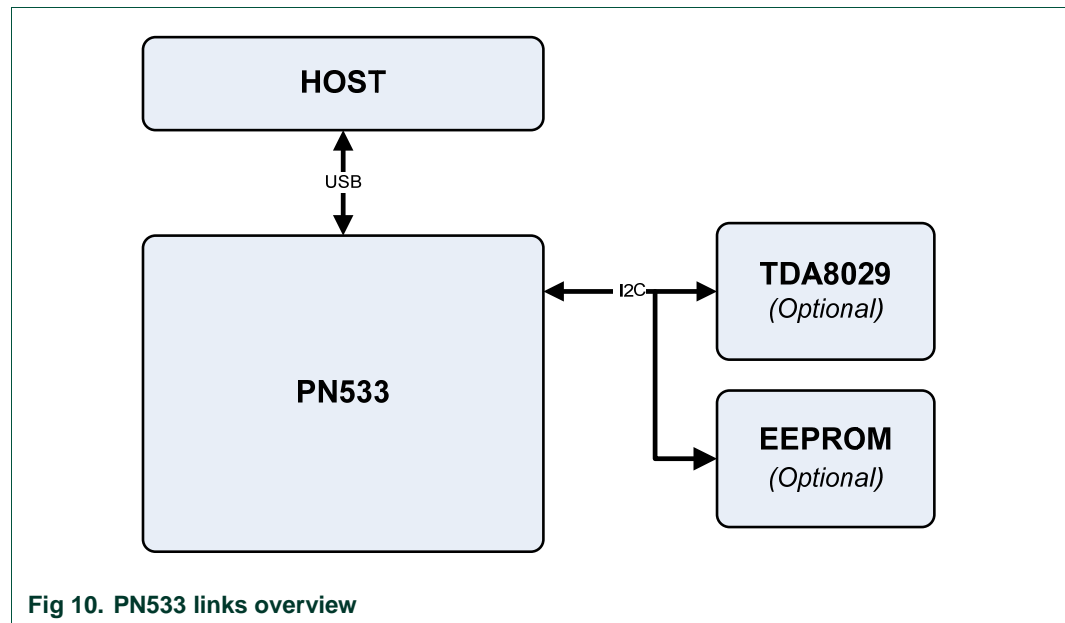 HOST
USB
PN533
I2C
TDA8029
(Optional)
EEPROM
(Optional)
Fig 10. PN533 links overview